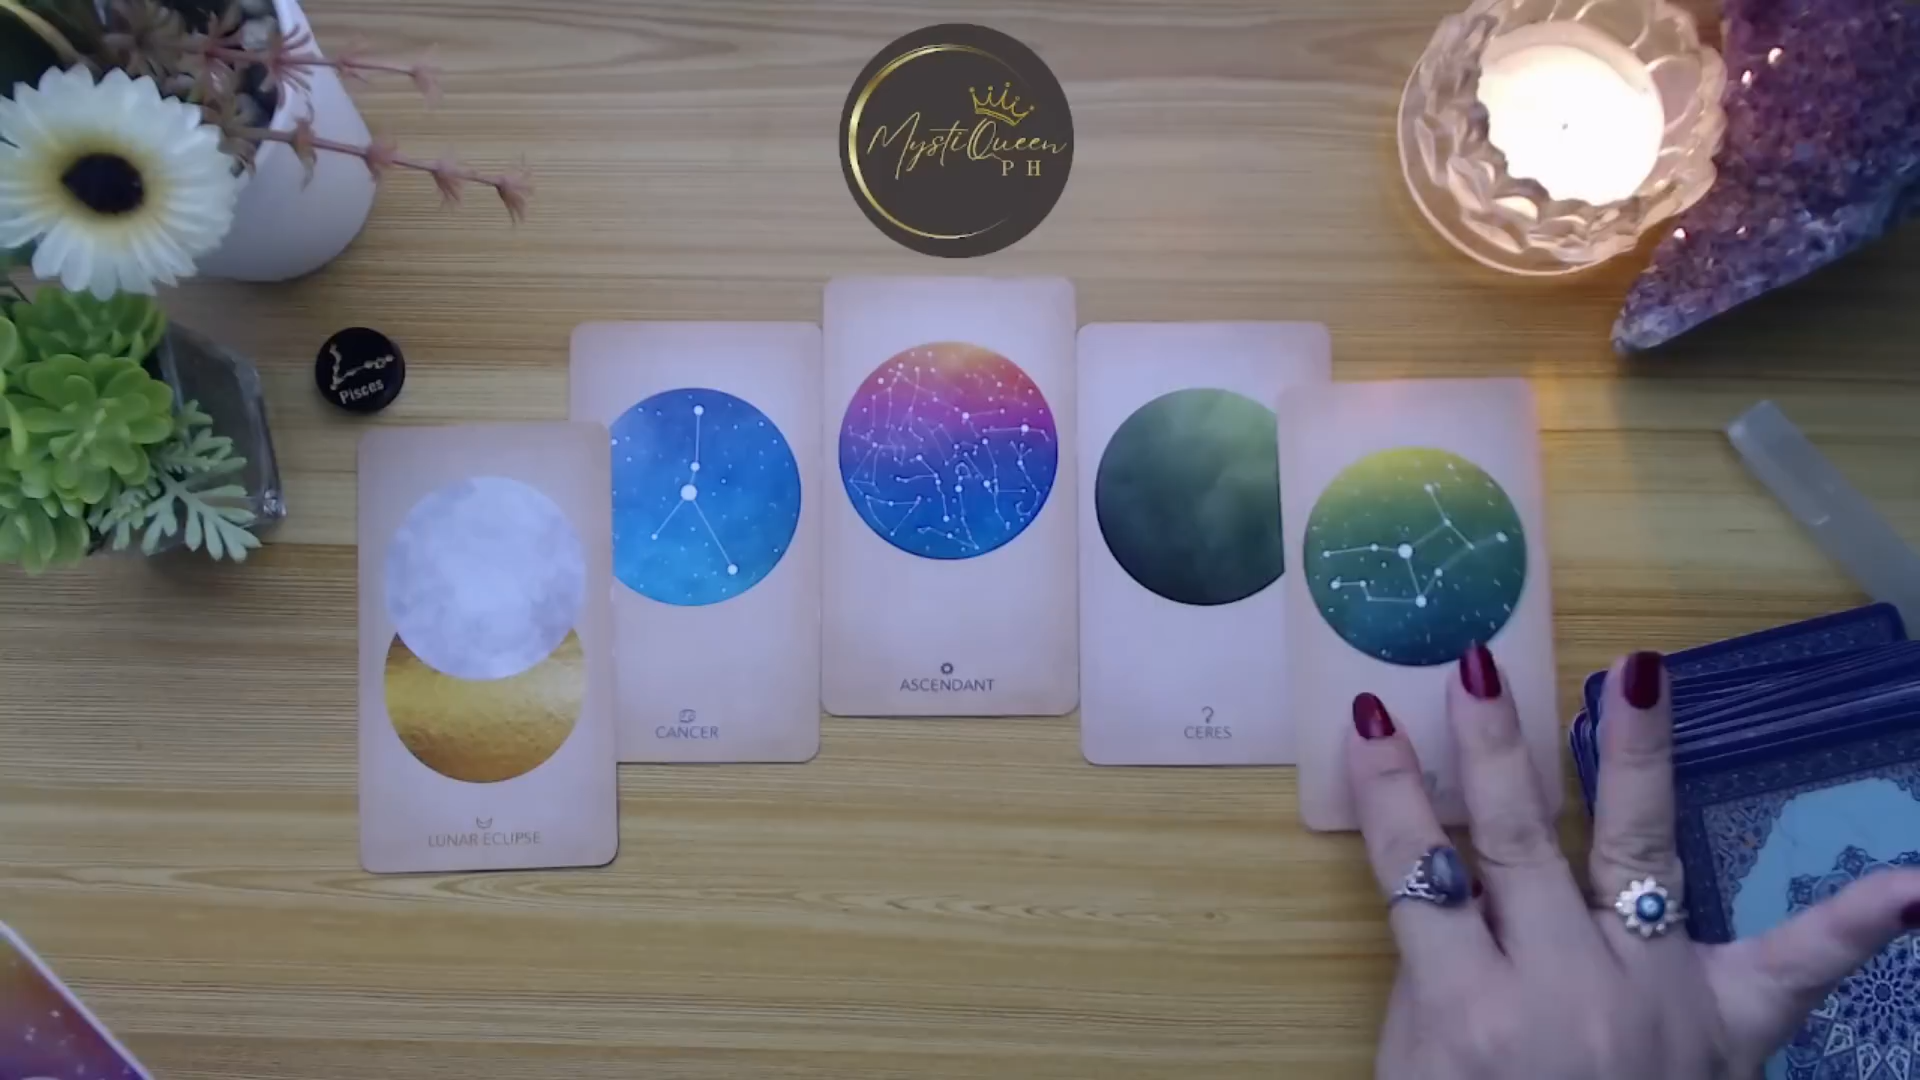 MystiQueen
PH
Pisces
LUNAR ECLIPSE
CANCER
ASCENDANT
CERES